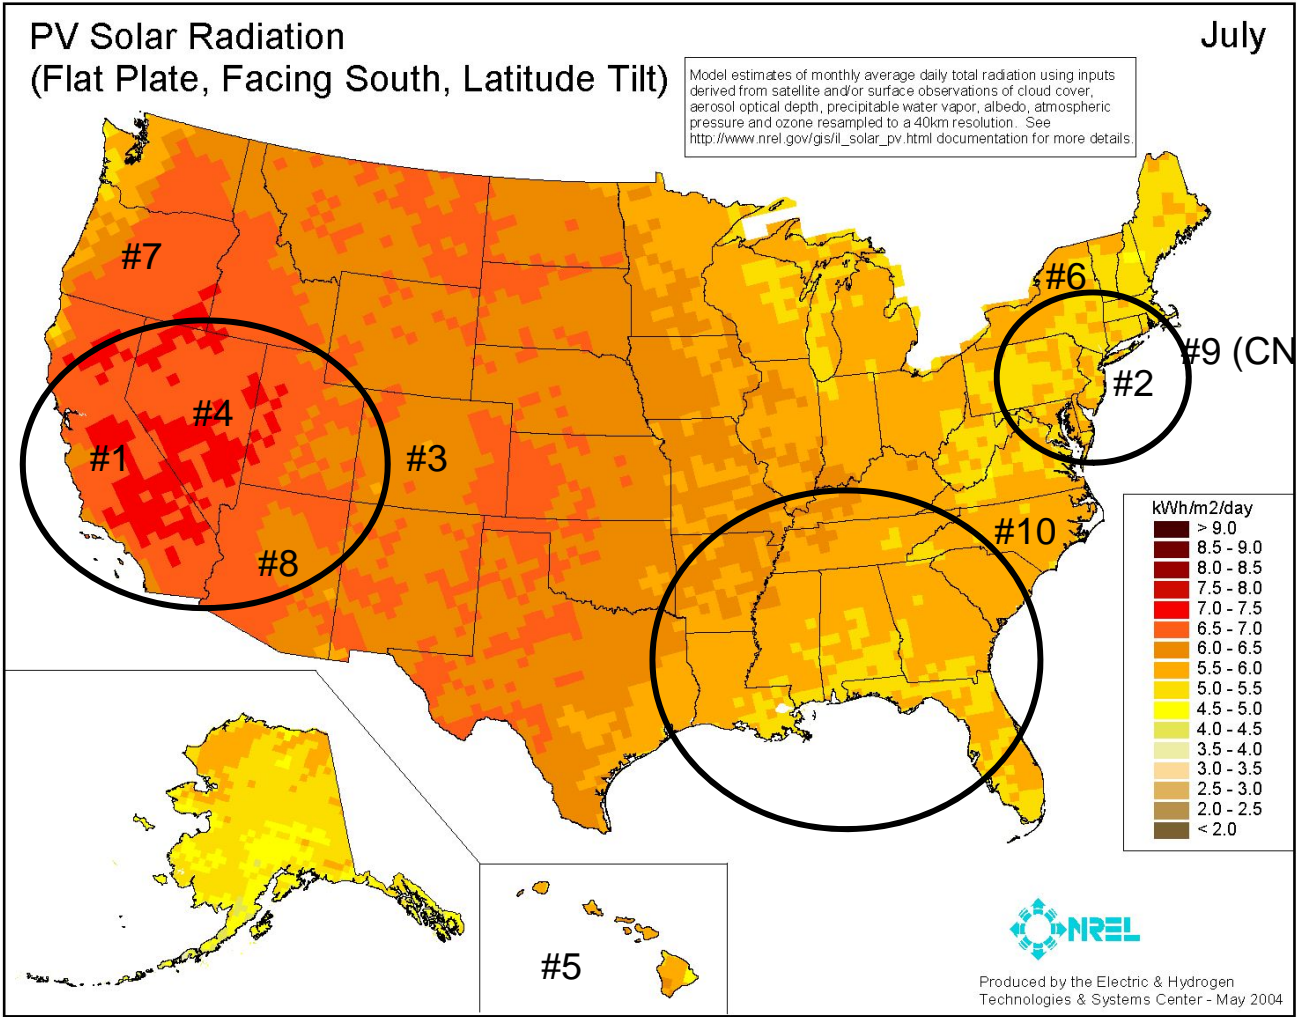 PV Solar Radiation
(Flat Plate, Facing South, Latitude Tilt)
July
Model estimates of monthly average daily total radiation using inputs
derived from satellite and/or surface observations of cloud cover,
aerosol optical depth, precipitable water vapor, albedo, atmospheric
pressure and ozone resampled to a 40km resolution. See
http://www.nrel.gov/gis/il_solar_pv.html documentation for more details.
#7
#6
#9 (CN
#2
#4
#1
#3
#10
#8
#5
kWh/m2/day
> 9.0
8.5 - 9.0
8.0 - 8.5
7.5 - 8.0
7.0 - 7.5
6.5 - 7.0
6.0 - 6.5
5.5 - 6.0
5.0 - 5.5
4.5 - 5.0
4.0 - 4.5
3.5 - 4.0
3.0 - 3.5
2.5 - 3.0
2.0 - 2.5
< 2.0
NREL
Produced by the Electric & Hydrogen
Technologies & Systems Center - May 2004